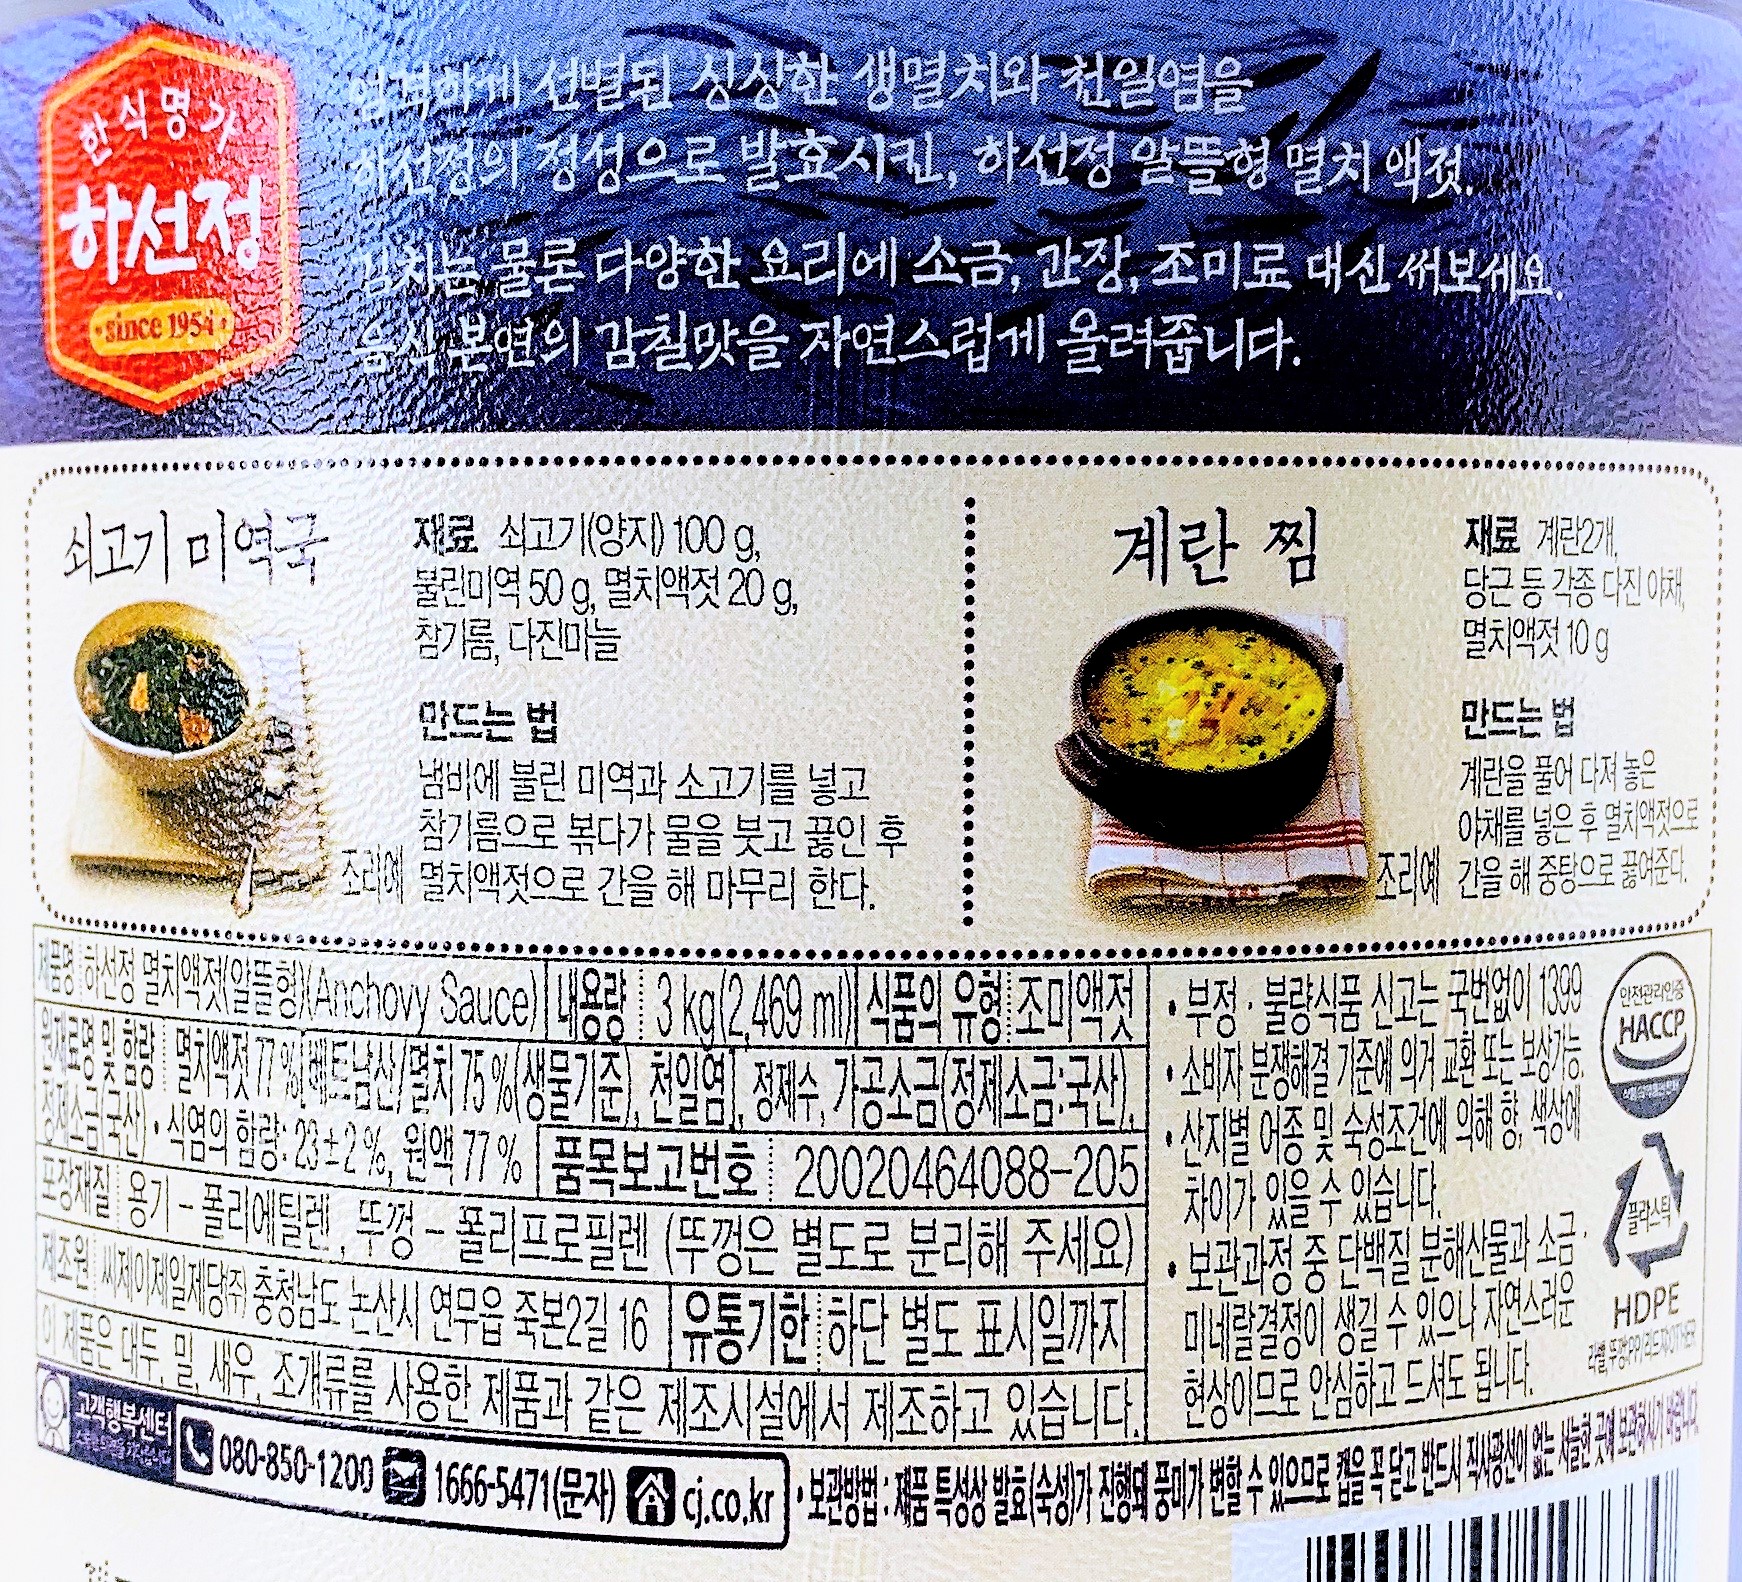 한식명가
하선정
since 1954
엄격하게 선별된 싱싱한 생멸치와 천일염을
하선정의 정성으로 발효시킨, 하선정 알뜰형 멸치 액젓.
김치는 물론 다양한 요리에 소금, 간장, 조미료 대신 써보세요.
음식 본연의 감칠맛을 자연스럽게 올려줍니다.
쇠고기 미역국
재료 쇠고기(양지) 100 g,
불린미역 50 g, 멸치액젓 20 g,
참기름, 다진마늘
만드는 법
냄비에 불린 미역과 소고기를 넣고
참기름으로 볶다가 물을 붓고 끓인 후
멸치액젓으로 간을 해 마무리 한다.
조리예
계란 찜
재료 계란2개,
당근 등 각종 다진 야채,
멸치액젓 10 g
만드는 법
계란을 풀어 다져 놓은
야채를 넣은 후 멸치액젓으로
간을 해 중탕으로 끓여준다.
조리예
제품명 하선정 멸치액젓(알뜰형)(Anchovy Sauce) 내용량 3 kg(2,469 ml) 식품의 유형 조미액젓
원재료명 및 함량 멸치액젓 77 %[베트남산/멸치 75 %(생물기준), 천일염], 정제수, 가공소금(정제소금:국산),
정제소금(국산) • 식염의 함량: 23±2 %, 원액 77 % 품목보고번호 20020464088-205
포장재질 용기 - 폴리에틸렌, 뚜껑 - 폴리프로필렌 (뚜껑은 별도로 분리해 주세요)
제조원 씨제이제일제당㈜ 충청남도 논산시 연무읍 죽본2길 16 유통기한 하단 별도 표시일까지
이 제품은 대두, 밀, 새우, 조개류를 사용한 제품과 같은 제조시설에서 제조하고 있습니다.
고객행복센터
080-850-1200 1666-5471(문자) cj.co.kr
• 부정·불량식품 신고는 국번없이 1399
• 소비자 분쟁해결 기준에 의거 교환 또는 보상가능.
• 산지별 어종 및 숙성조건에 의해 향, 색상에
차이가 있을 수 있습니다.
• 보관과정 중 단백질 분해산물과 소금·
미네랄결정이 생길 수 있으나 자연스러운
현상이므로 안심하고 드셔도 됩니다.
• 보관방법 : 제품 특성상 발효(숙성)가 진행돼 풍미가 변할 수 있으므로 캡을 꼭 닫고 반드시 직사광선이 없는 서늘한 곳에 보관하시기 바랍니다.
안전관리인증
HACCP
플라스틱
HDPE